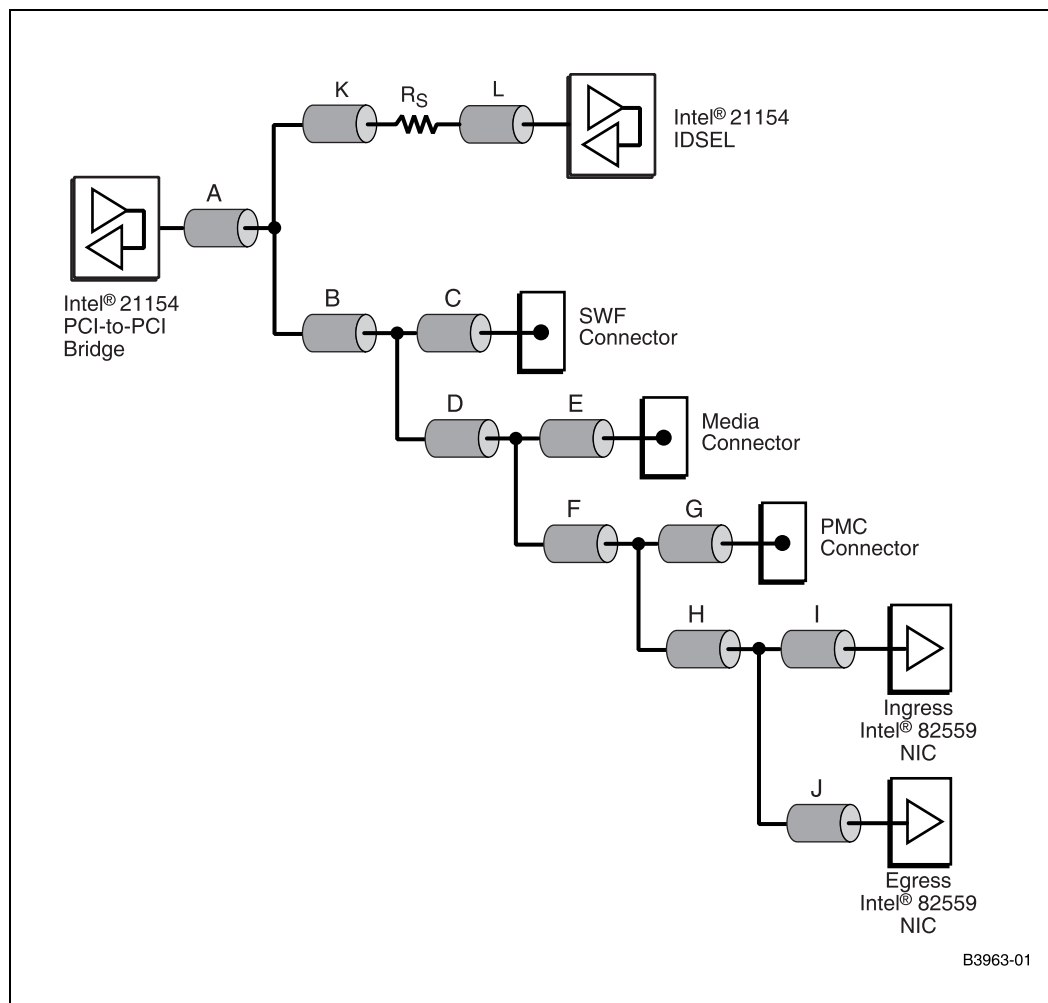 K
RS
L
Intel® 21154
IDSEL
A
Intel® 21154
PCI-to-PCI
Bridge
B
C
SWF
Connector
D
E
Media
Connector
F
G
PMC
Connector
H
I
Ingress
Intel® 82559
NIC
J
Egress
Intel® 82559
NIC
B3963-01